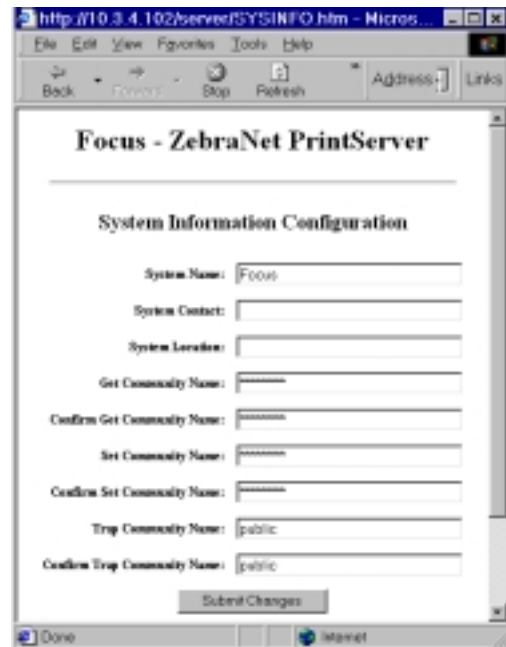 http://10.3.4.102/server/SYSINFO.htm - Micros...
File Edit View Favorites Tools Help
Back Forward Stop Refresh » Address Links
Focus - ZebraNet PrintServer
System Information Configuration
System Name: Focus
System Contact:
System Location:
Get Community Name: *********
Confirm Get Community Name: *********
Set Community Name: *********
Confirm Set Community Name: *********
Trap Community Name: public
Confirm Trap Community Name: public
Submit Changes
Done Internet